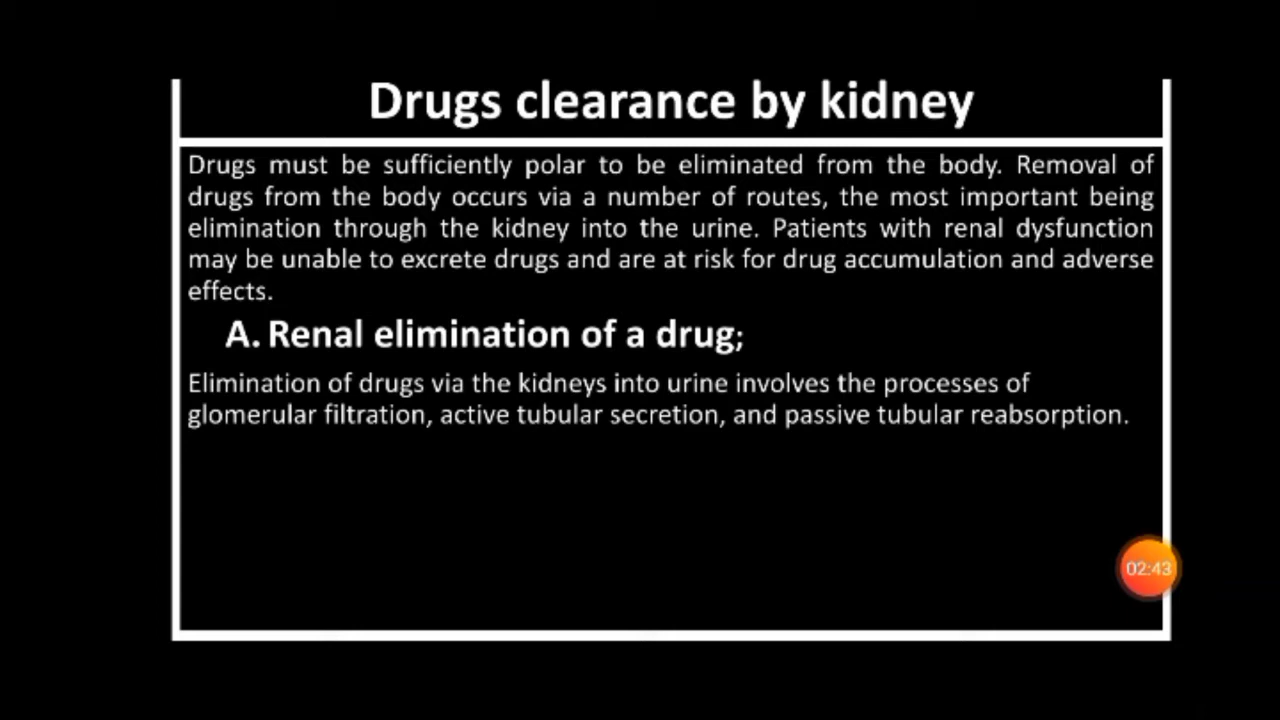 Drugs clearance by kidney
Drugs must be sufficiently polar to be eliminated from the body. Removal of
drugs from the body occurs via a number of routes, the most important being
elimination through the kidney into the urine. Patients with renal dysfunction
may be unable to excrete drugs and are at risk for drug accumulation and adverse
effects.
A. Renal elimination of a drug;
Elimination of drugs via the kidneys into urine involves the processes of
glomerular filtration, active tubular secretion, and passive tubular reabsorption.
02:43